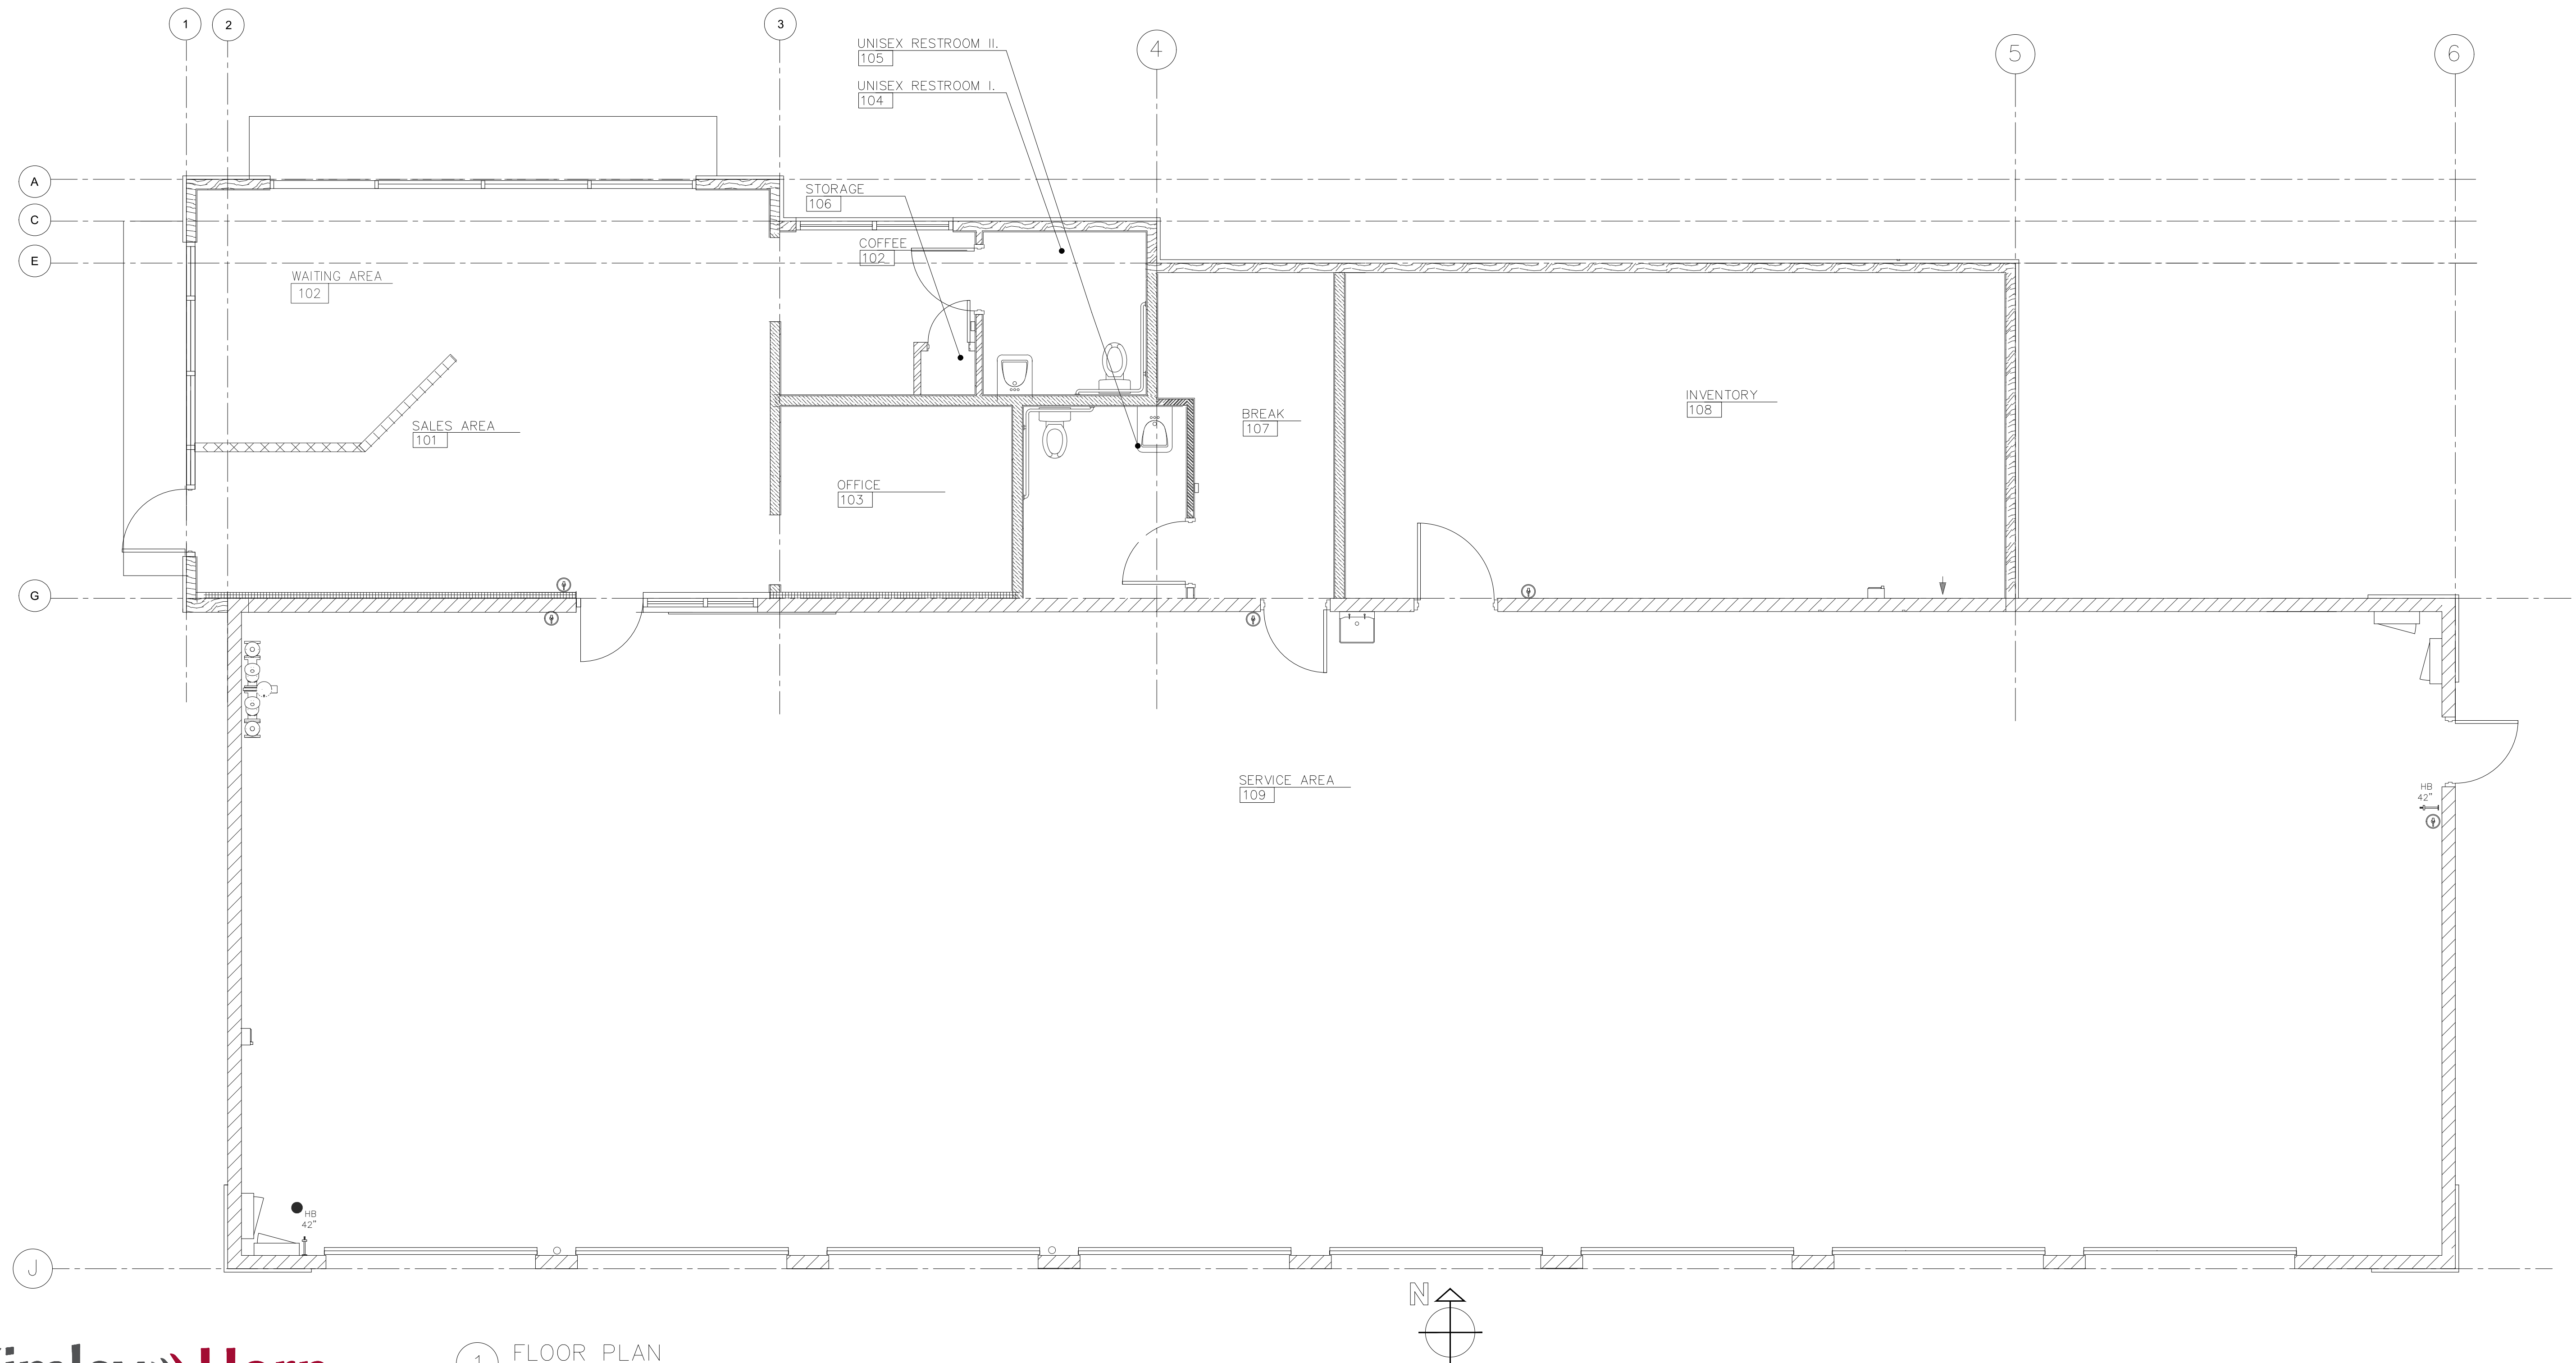 1
2
3
4
5
6
UNISEX RESTROOM II.
105
UNISEX RESTROOM I.
104
A
C
E
G
J
STORAGE
106
COFFEE
102
WAITING AREA
102
SALES AREA
101
OFFICE
103
BREAK
107
INVENTORY
108
SERVICE AREA
109
HB
42"
HB
42"
N
1
FLOOR PLAN